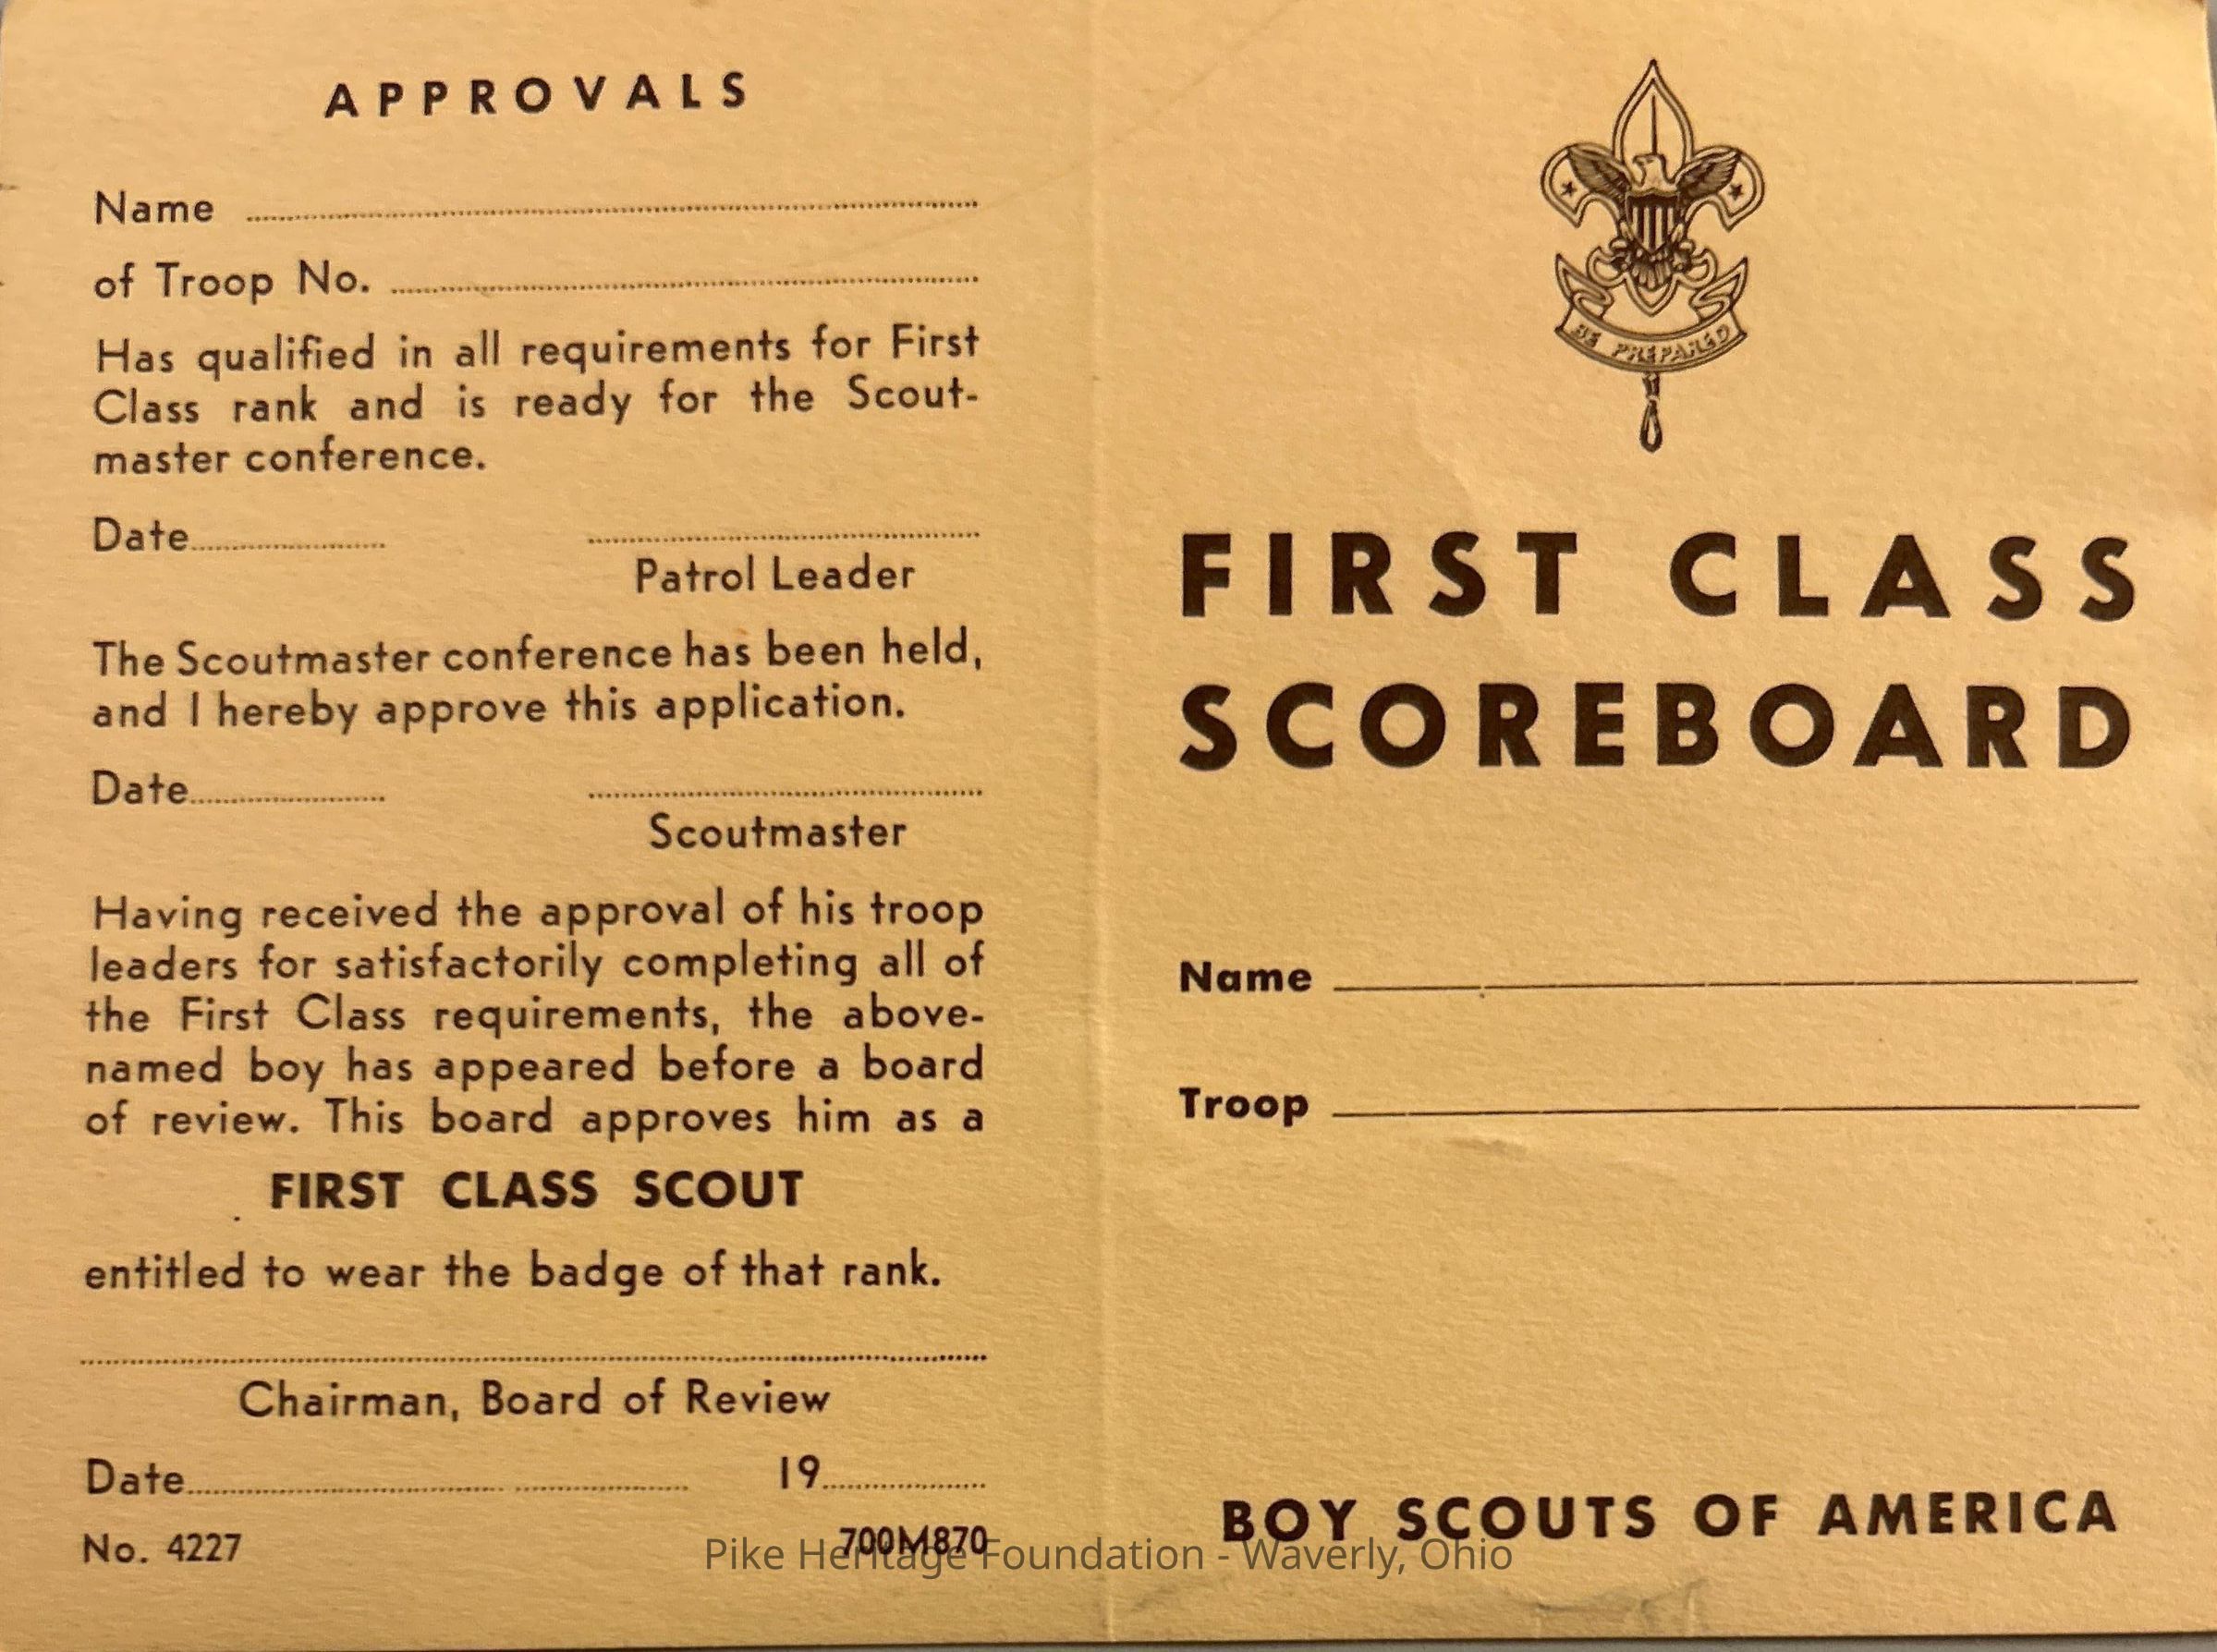 APPROVALS
Name
of Troop No.
Has qualified in all requirements for First
Class rank and is ready for the Scout-
master conference.
Date
Patrol Leader
The Scoutmaster conference has been held,
and I hereby approve this application.
Date
Scoutmaster
Having received the approval of his troop
leaders for satisfactorily completing all of
the First Class requirements, the above-
named boy has appeared before a board
of review. This board approves him as a
FIRST CLASS SCOUT
entitled to wear the badge of that rank.
Chairman, Board of Review
Date 19
No. 4227 700M870
BE PREPARED
FIRST CLASS
SCOREBOARD
Name
Troop
BOY SCOUTS OF AMERICA
Pike Heritage Foundation - Waverly, Ohio